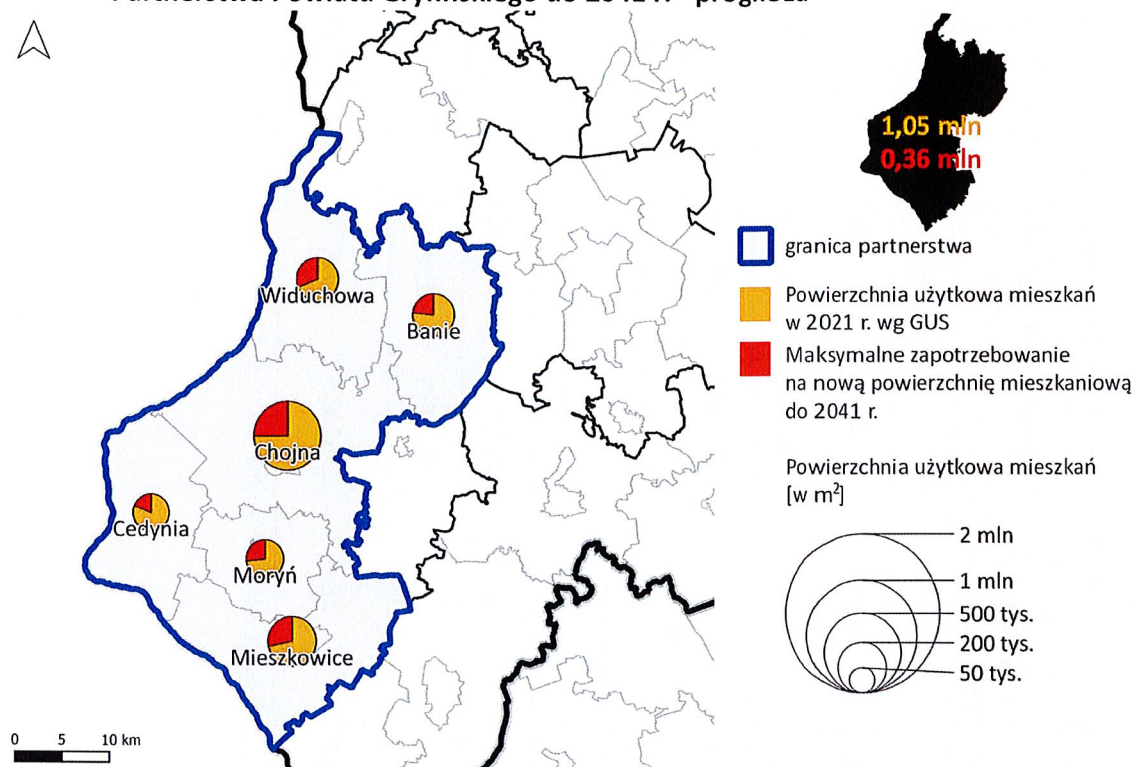 1,05 mln
0,36 mln
granica partnerstwa
Powierzchnia użytkowa mieszkań
w 2021 r. wg GUS
Maksymalne zapotrzebowanie
na nową powierzchnię mieszkaniową
do 2041 r.
Powierzchnia użytkowa mieszkań
[w m²]
2 mln
1 mln
500 tys.
200 tys.
50 tys.
Widuchowa
Banie
Chojna
Cedynia
Moryń
Mieszkowice
0 5 10 km